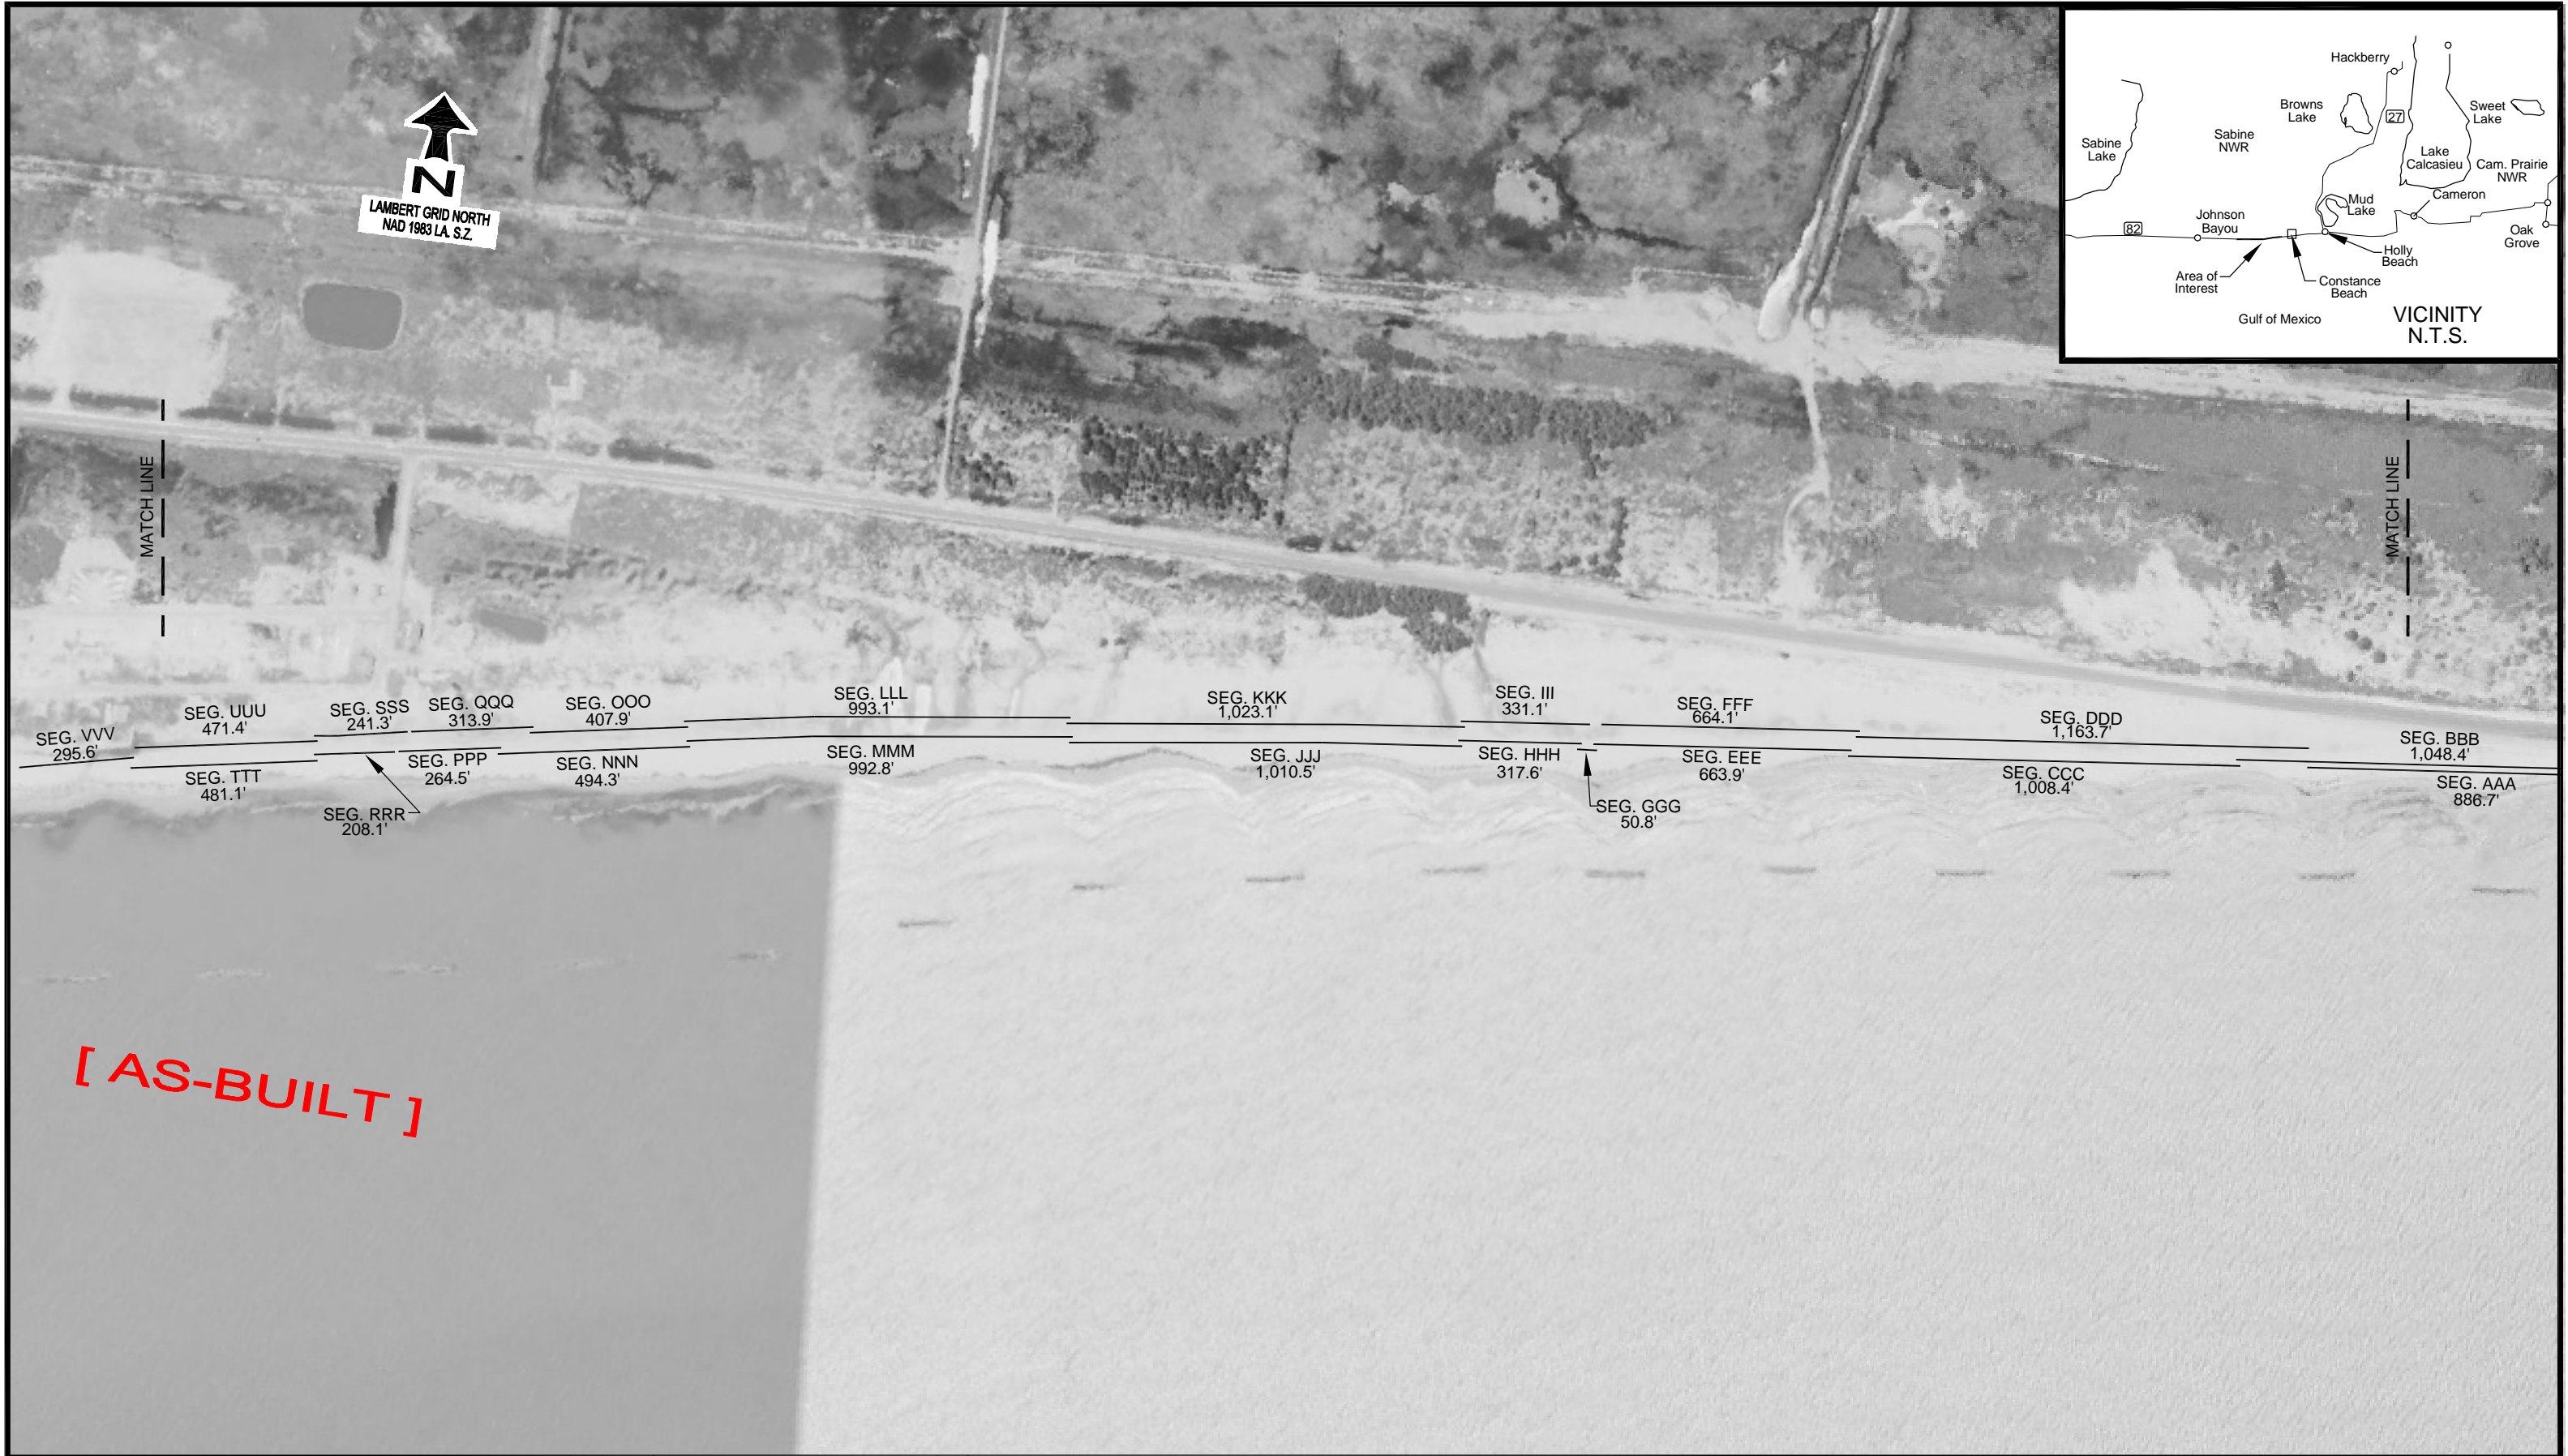 LAMBERT GRID NORTH
NAD 1983 LA. S.Z.
N
Hackberry
Browns
Lake
27
Sweet
Lake
Sabine
Lake
Sabine
NWR
Lake
Calcasieu
Cam. Prairie
NWR
Mud
Lake
Cameron
82
Johnson
Bayou
Oak
Grove
Holly
Beach
Area of
Interest
Constance
Beach
Gulf of Mexico
VICINITY
N.T.S.
MATCH LINE
MATCH LINE
SEG. VVV
295.6'
SEG. UUU
471.4'
SEG. SSS
241.3'
SEG. QQQ
313.9'
SEG. OOO
407.9'
SEG. LLL
993.1'
SEG. KKK
1,023.1'
SEG. III
331.1'
SEG. FFF
664.1'
SEG. DDD
1,163.7'
SEG. BBB
1,048.4'
SEG. TTT
481.1'
SEG. RRR
208.1'
SEG. PPP
264.5'
SEG. NNN
494.3'
SEG. MMM
992.8'
SEG. JJJ
1,010.5'
SEG. HHH
317.6'
SEG. GGG
50.8'
SEG. EEE
663.9'
SEG. CCC
1,008.4'
SEG. AAA
886.7'
[ AS-BUILT ]